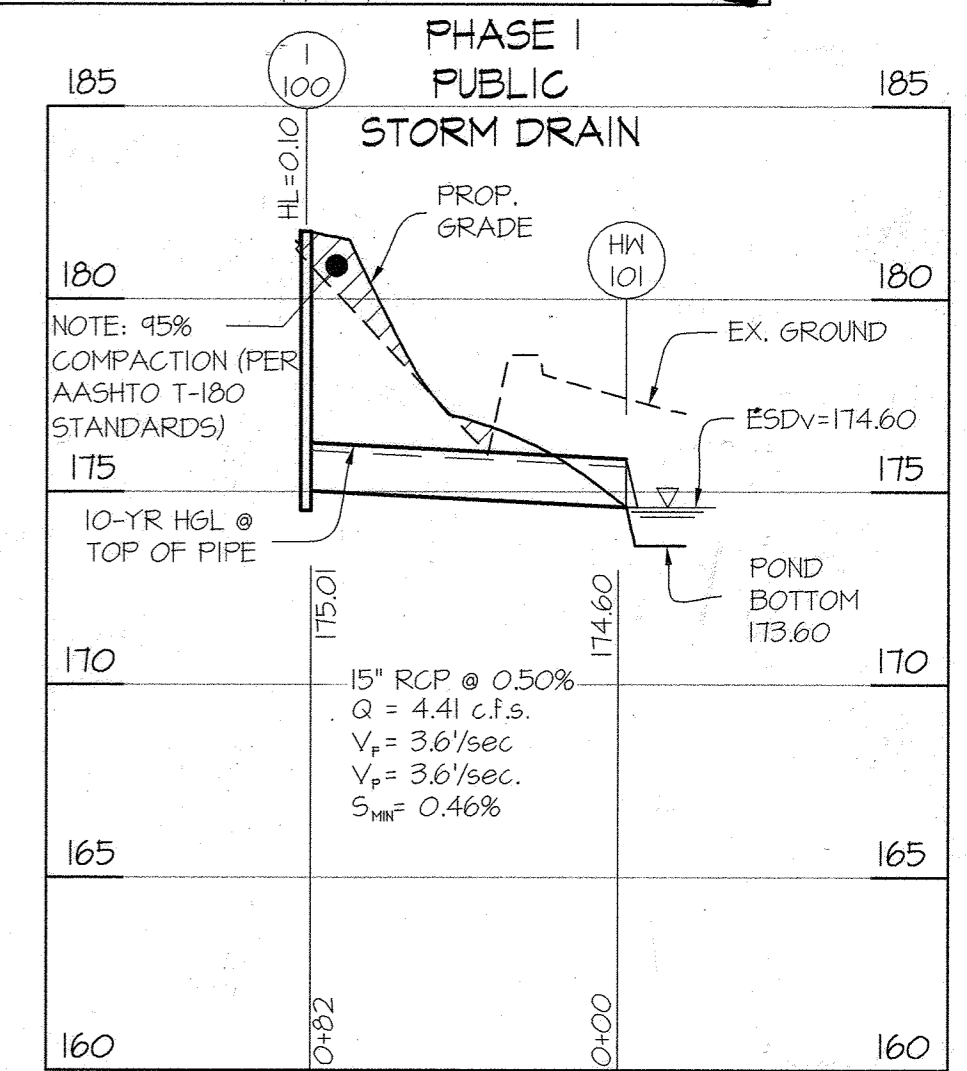 PHASE I
PUBLIC
STORM DRAIN
185
I
100
185
HL=0.10
PROP.
GRADE
HW
101
180
180
NOTE: 95%
COMPACTION (PER
AASHTO T-180
STANDARDS)
EX. GROUND
ESDv=174.60
175
175
10-YR HGL @
TOP OF PIPE
POND
BOTTOM
173.60
175.01
174.60
170
170
15" RCP @ 0.50%
Q = 4.41 c.f.s.
VF= 3.6'/sec
VP= 3.6'/sec.
SMIN= 0.46%
165
165
0+82
0+00
160
160